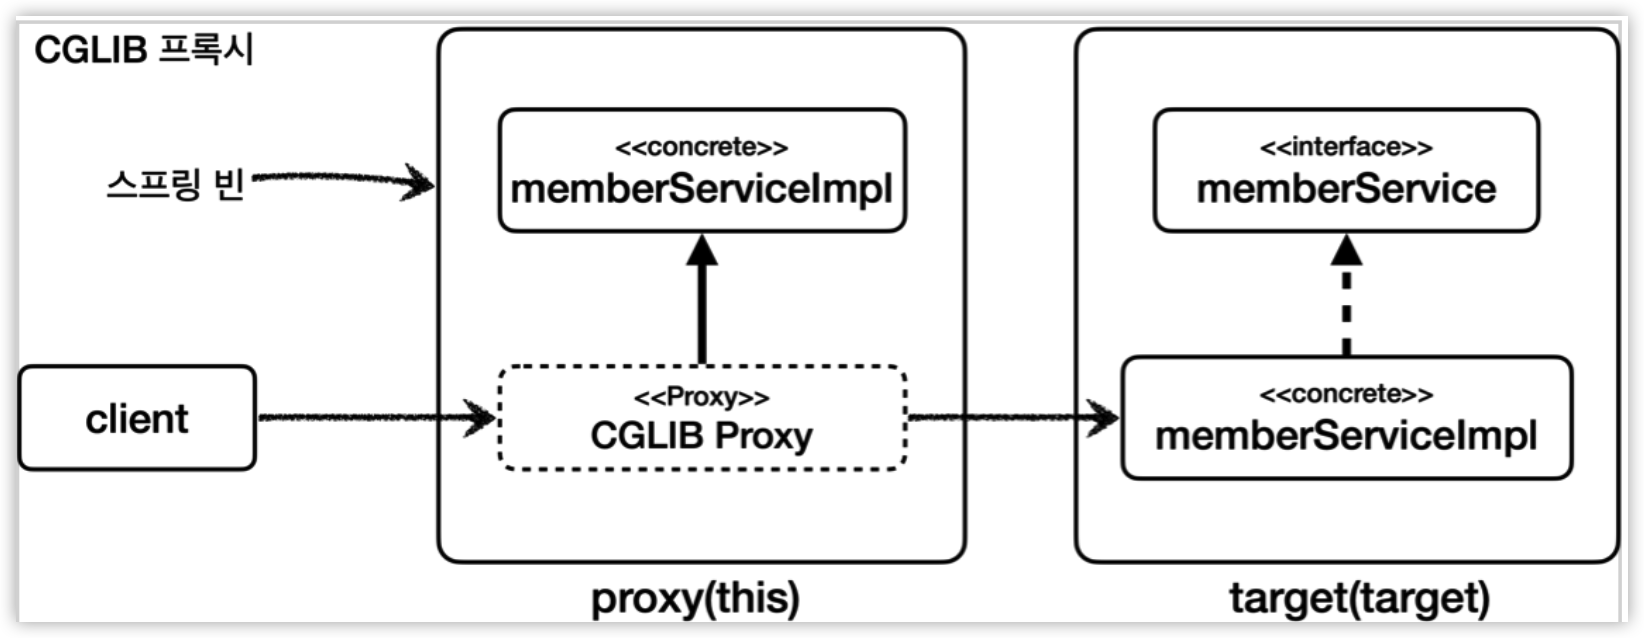 CGLIB 프록시
스프링 빈
<<concrete>>
memberServiceImpl
<<interface>>
memberService
client
<<Proxy>>
CGLIB Proxy
<<concrete>>
memberServiceImpl
proxy(this)
target(target)